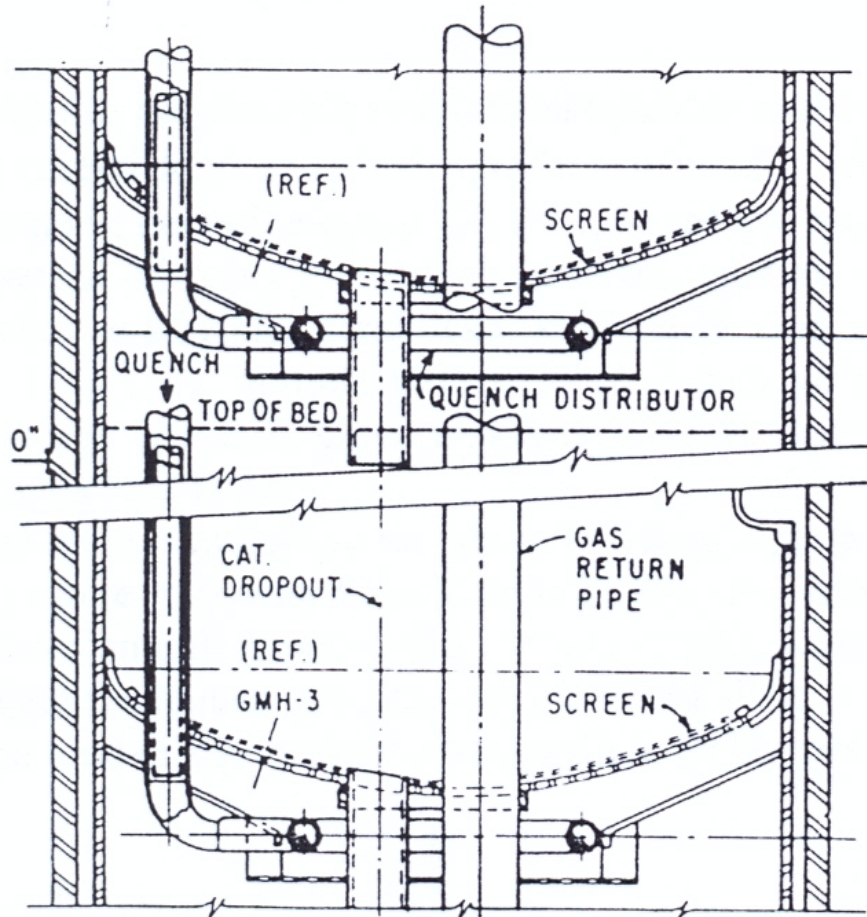 (REF.)
SCREEN
QUENCH
QUENCH DISTRIBUTOR
TOP OF BED
0"
CAT.
DROPOUT
GAS
RETURN
PIPE
(REF.)
GMH-3
SCREEN